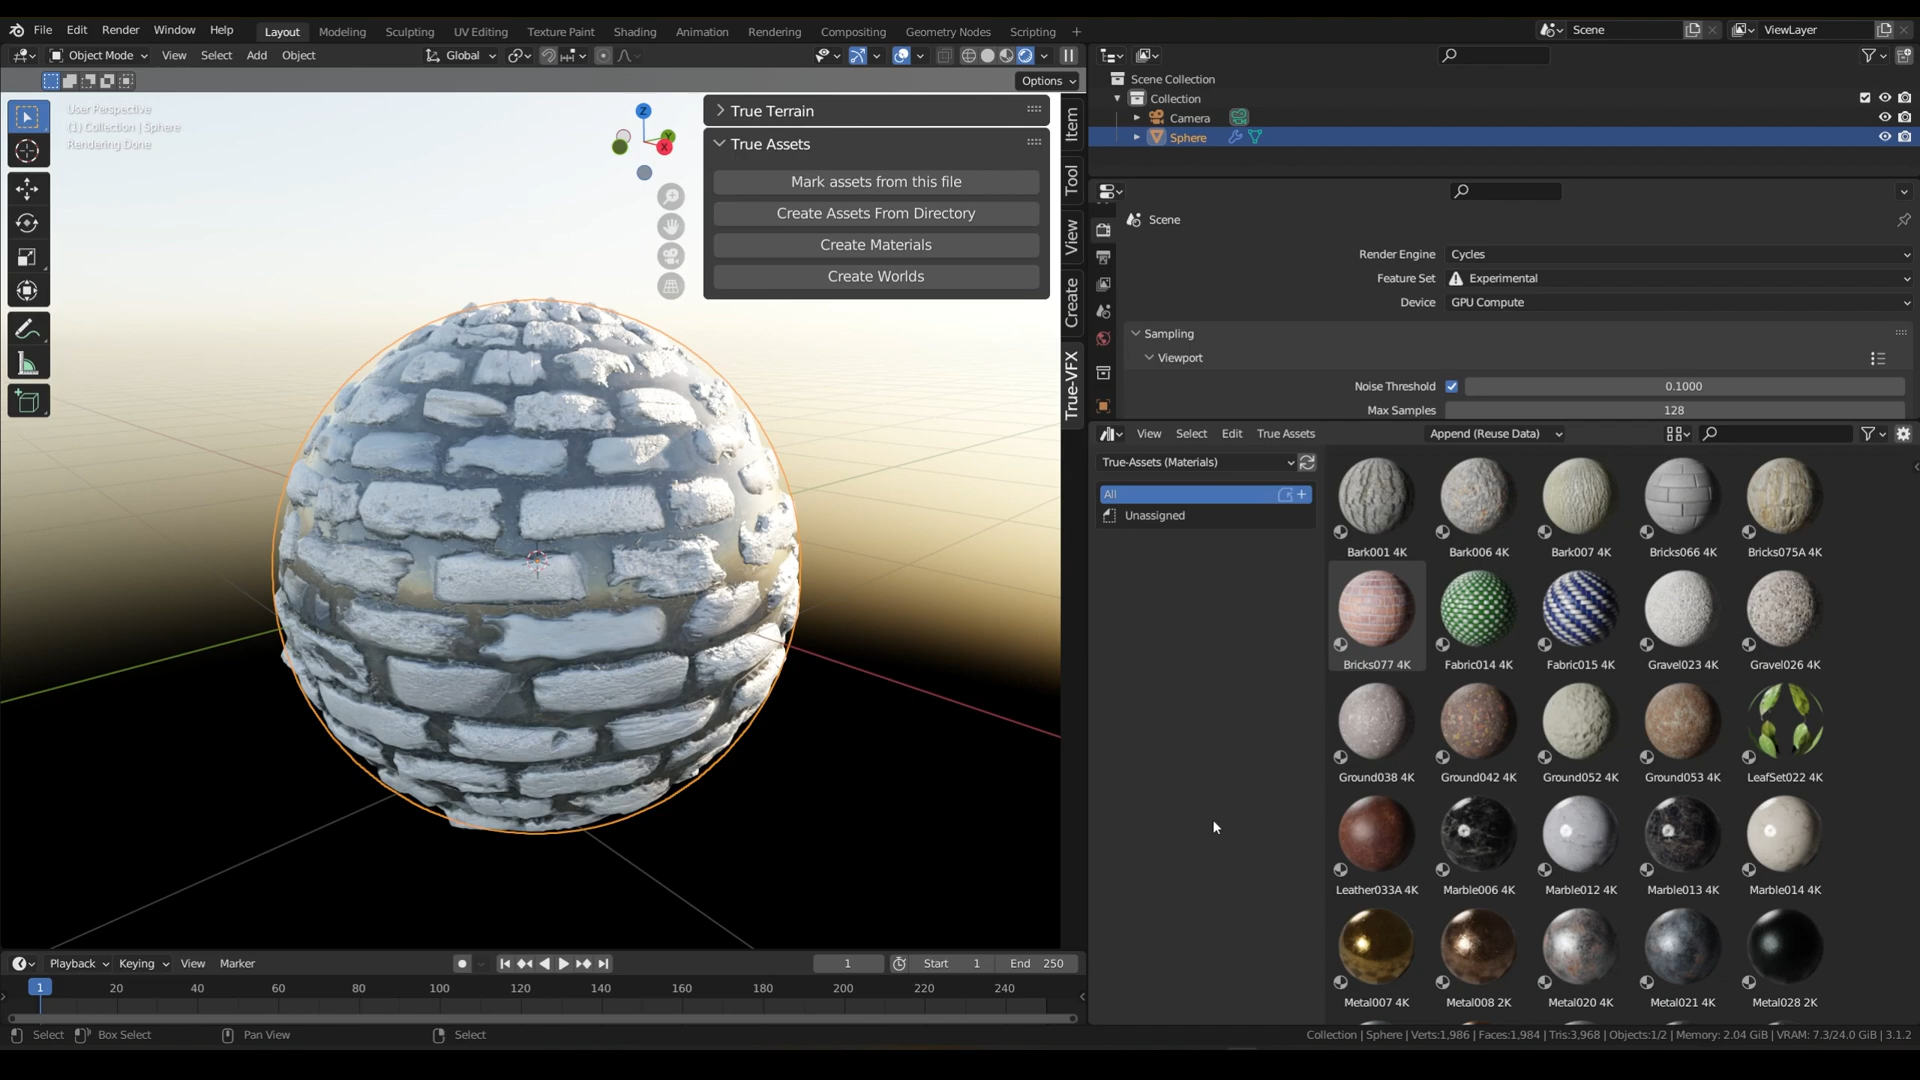 File Edit Render Window Help Layout Modeling Sculpting UV Editing Texture Paint Shading Animation Rendering Compositing Geometry Nodes Scripting + Scene ViewLayer
Object Mode View Select Add Object Global
Options
User Perspective
(1) Collection | Sphere
Rendering Done
Z
Y
X
True Terrain
True Assets
Mark assets from this file
Create Assets From Directory
Create Materials
Create Worlds
Item
Tool
View
Create
True-VFX
Scene Collection
Collection
Camera
Sphere
Scene
Render Engine Cycles
Feature Set Experimental
Device GPU Compute
Sampling
Viewport
Noise Threshold 0.1000
Max Samples 128
View Select Edit True Assets Append (Reuse Data)
True-Assets (Materials)
All
Unassigned
Bark001 4K Bark006 4K Bark007 4K Bricks066 4K Bricks075A 4K
Bricks077 4K Fabric014 4K Fabric015 4K Gravel023 4K Gravel026 4K
Ground038 4K Ground042 4K Ground052 4K Ground053 4K LeafSet022 4K
Leather033A 4K Marble006 4K Marble012 4K Marble013 4K Marble014 4K
Metal007 4K Metal008 2K Metal020 4K Metal021 4K Metal028 2K
Playback Keying View Marker 1 Start 1 End 250
1 20 40 60 80 100 120 140 160 180 200 220 240
Select Box Select Pan View Select Collection | Sphere | Verts:1,986 | Faces:1,984 | Tris:3,968 | Objects:1/2 | Memory: 2.04 GiB | VRAM: 7.3/24.0 GiB | 3.1.2